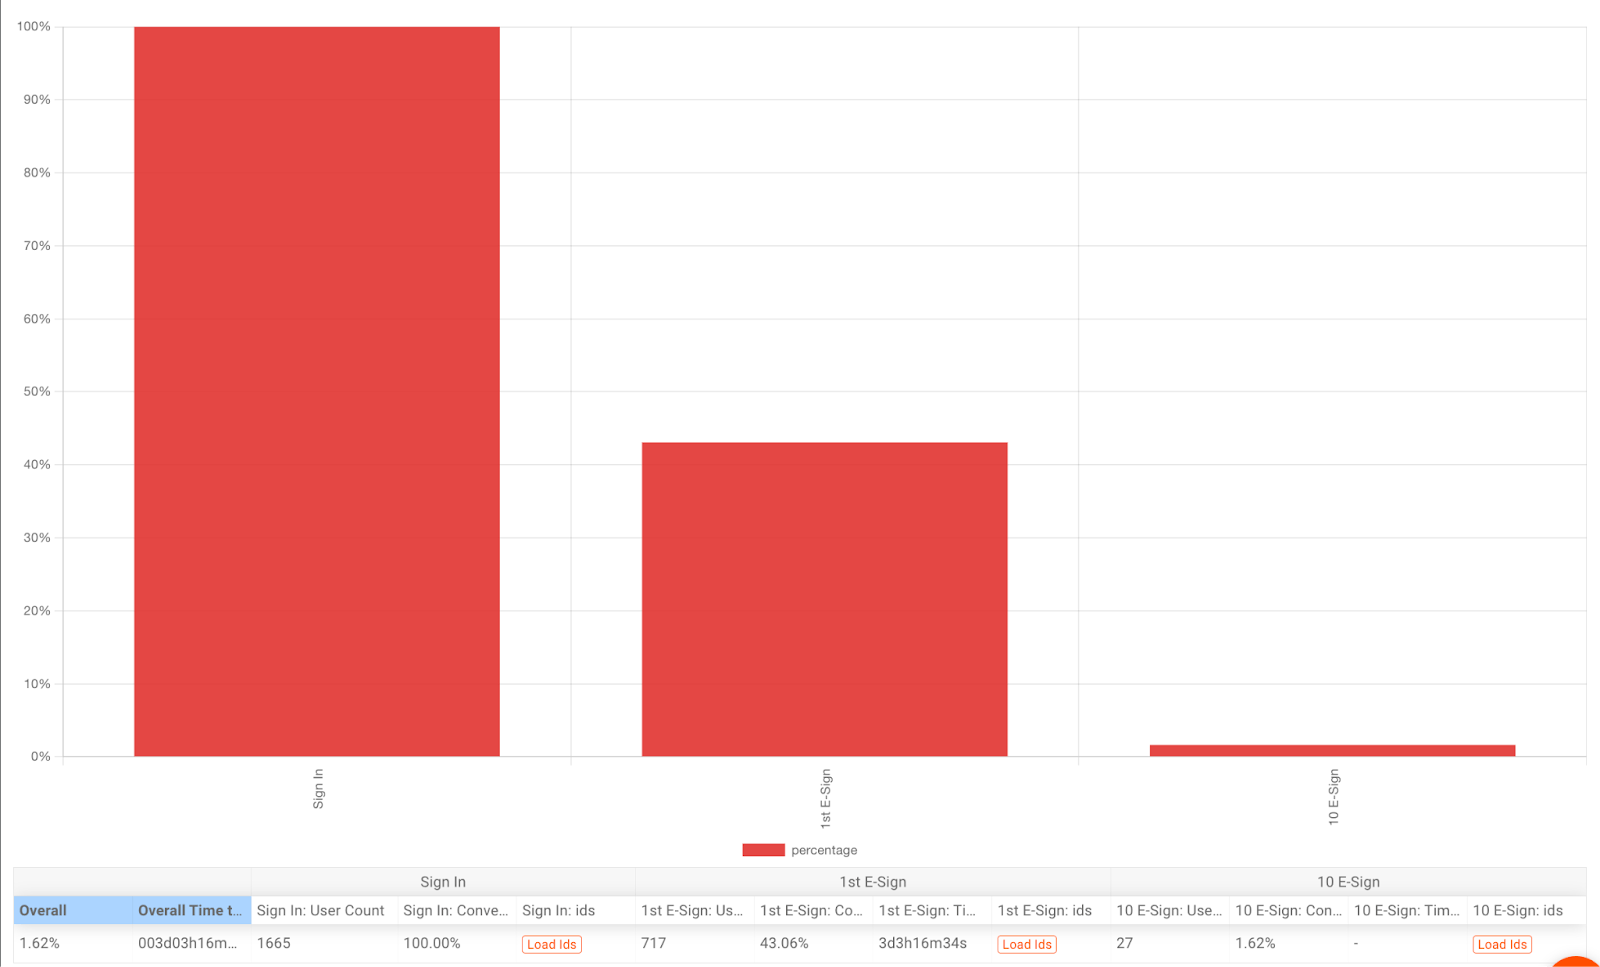 100%
90%
80%
70%
60%
50%
40%
30%
20%
10%
0%
Sign In
1st E-Sign
10 E-Sign
percentage
Sign In 1st E-Sign 10 E-Sign
Overall Overall Time t... Sign In: User Count Sign In: Conve... Sign In: ids 1st E-Sign: Us... 1st E-Sign: Co... 1st E-Sign: Ti... 1st E-Sign: ids 10 E-Sign: Use... 10 E-Sign: Con... 10 E-Sign: Tim... 10 E-Sign: ids
1.62% 003d03h16m... 1665 100.00% Load Ids 717 43.06% 3d3h16m34s Load Ids 27 1.62% - Load Ids